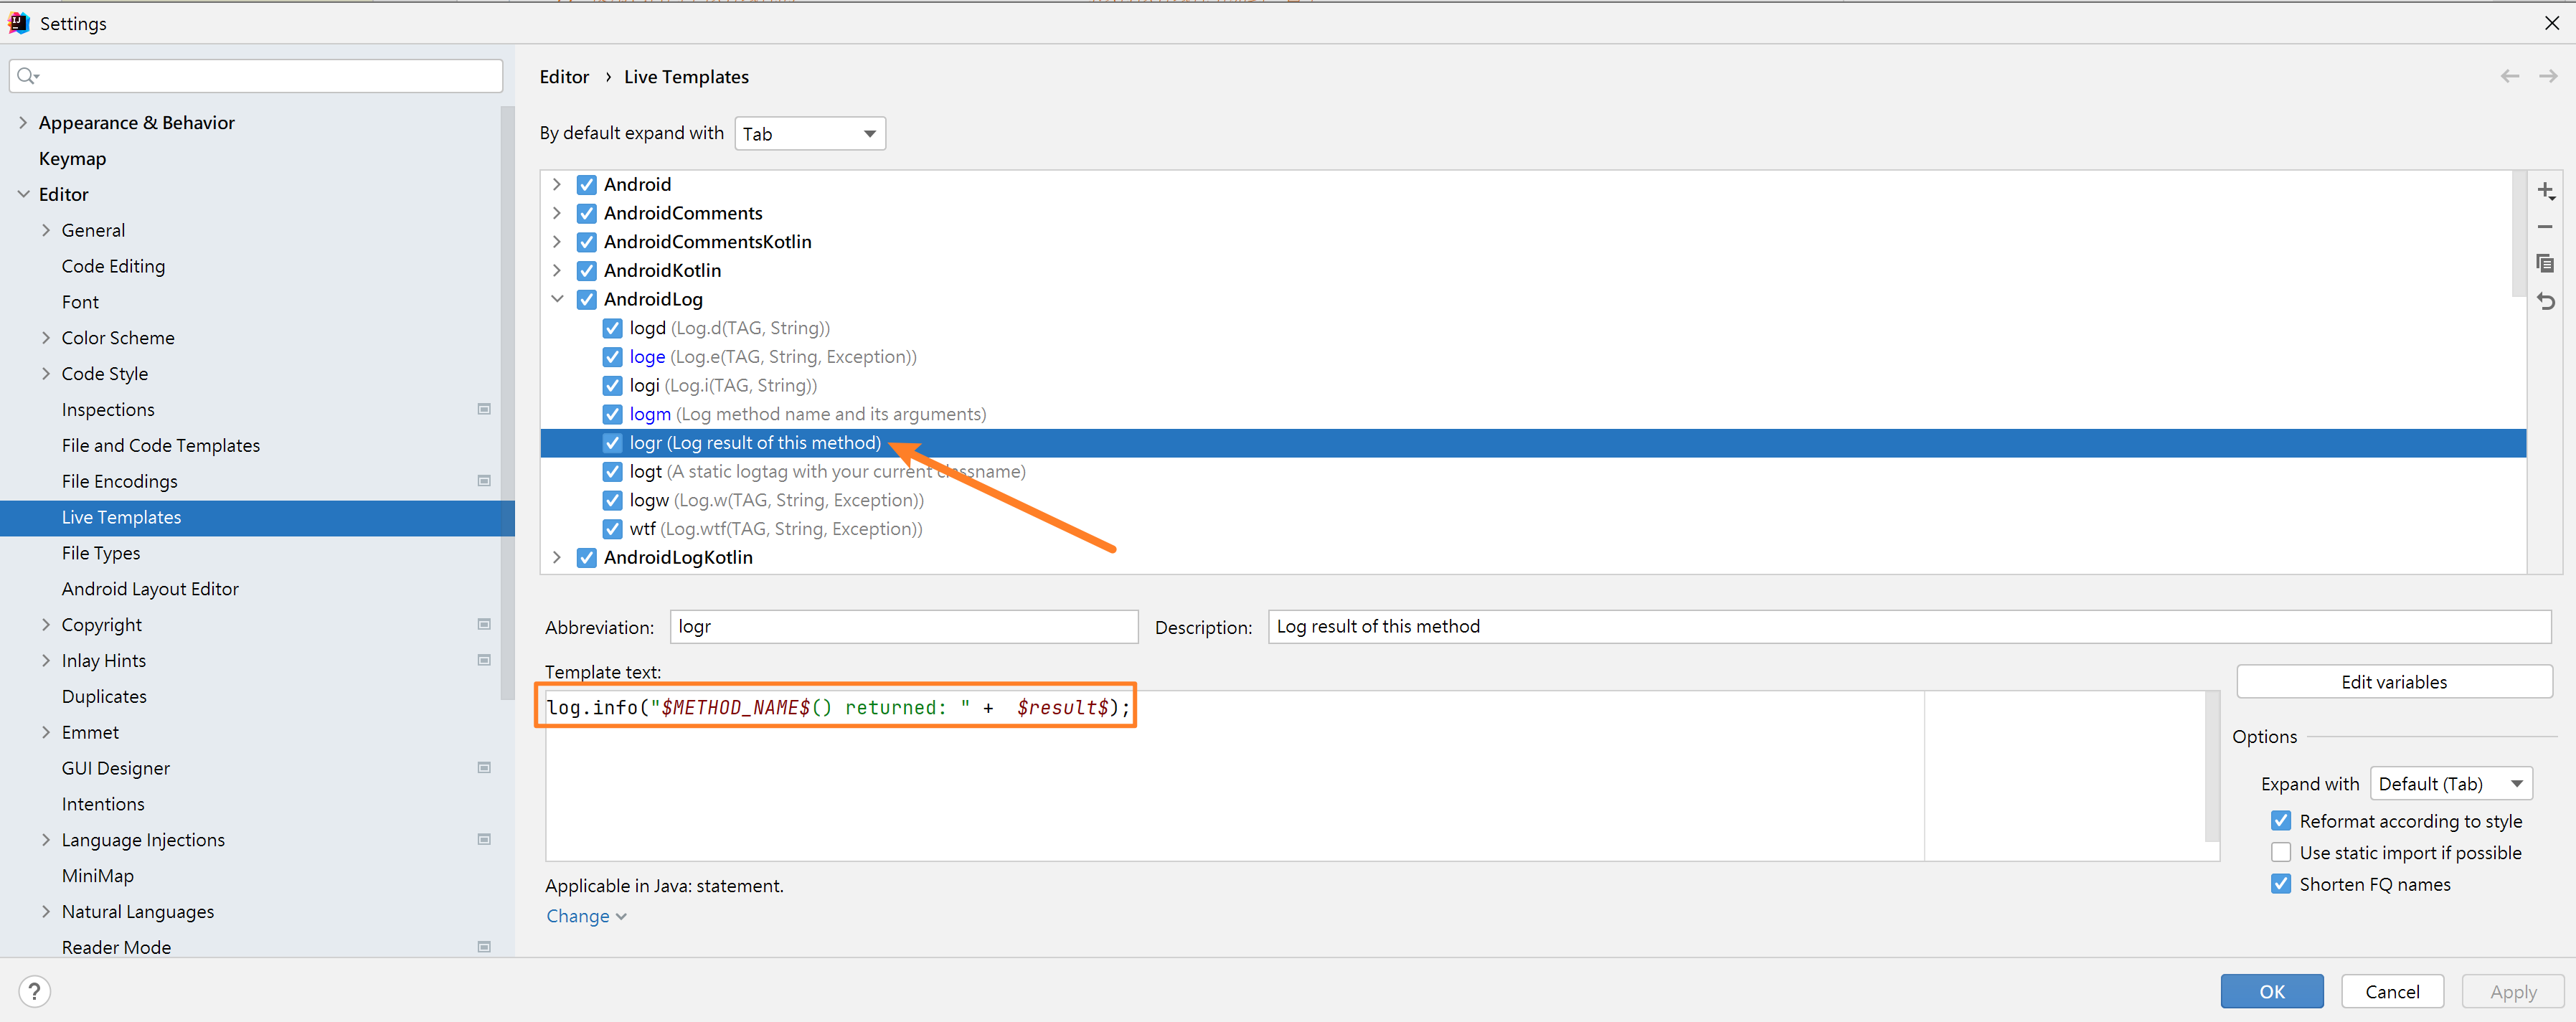 Settings
Appearance & Behavior
Keymap
Editor
General
Code Editing
Font
Color Scheme
Code Style
Inspections
File and Code Templates
File Encodings
Live Templates
File Types
Android Layout Editor
Copyright
Inlay Hints
Duplicates
Emmet
GUI Designer
Intentions
Language Injections
MiniMap
Natural Languages
Reader Mode
Editor › Live Templates
By default expand with Tab
Android
AndroidComments
AndroidCommentsKotlin
AndroidKotlin
AndroidLog
logd (Log.d(TAG, String))
loge (Log.e(TAG, String, Exception))
logi (Log.i(TAG, String))
logm (Log method name and its arguments)
logr (Log result of this method)
logt (A static logtag with your current classname)
logw (Log.w(TAG, String, Exception))
wtf (Log.wtf(TAG, String, Exception))
AndroidLogKotlin
Abbreviation: logr Description: Log result of this method
Template text:
log.info("$METHOD_NAME$() returned: " +  $result$);
Edit variables
Options
Expand with Default (Tab)
Reformat according to style
Use static import if possible
Shorten FQ names
Applicable in Java: statement.
Change
? OK Cancel Apply